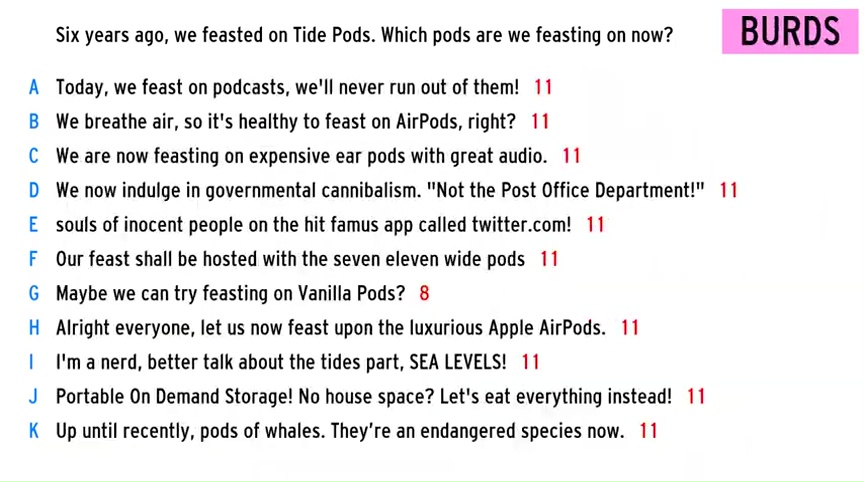 Six years ago, we feasted on Tide Pods. Which pods are we feasting on now?
BURDS
A Today, we feast on podcasts, we'll never run out of them! 11
B We breathe air, so it's healthy to feast on AirPods, right? 11
C We are now feasting on expensive ear pods with great audio. 11
D We now indulge in governmental cannibalism. "Not the Post Office Department!" 11
E souls of inocent people on the hit famus app called twitter.com! 11
F Our feast shall be hosted with the seven eleven wide pods 11
G Maybe we can try feasting on Vanilla Pods? 8
H Alright everyone, let us now feast upon the luxurious Apple AirPods. 11
I I'm a nerd, better talk about the tides part, SEA LEVELS! 11
J Portable On Demand Storage! No house space? Let's eat everything instead! 11
K Up until recently, pods of whales. They’re an endangered species now. 11